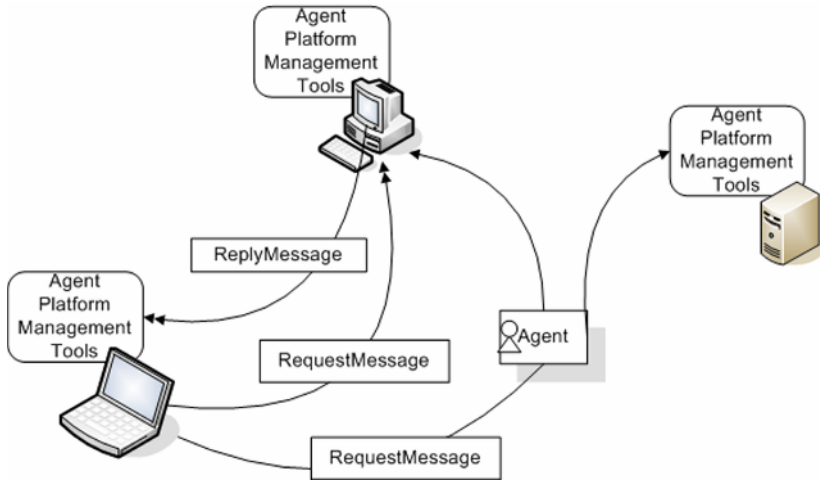 Agent
Platform
Management
Tools
Agent
Platform
Management
Tools
ReplyMessage
Agent
Platform
Management
Tools
RequestMessage
Agent
RequestMessage